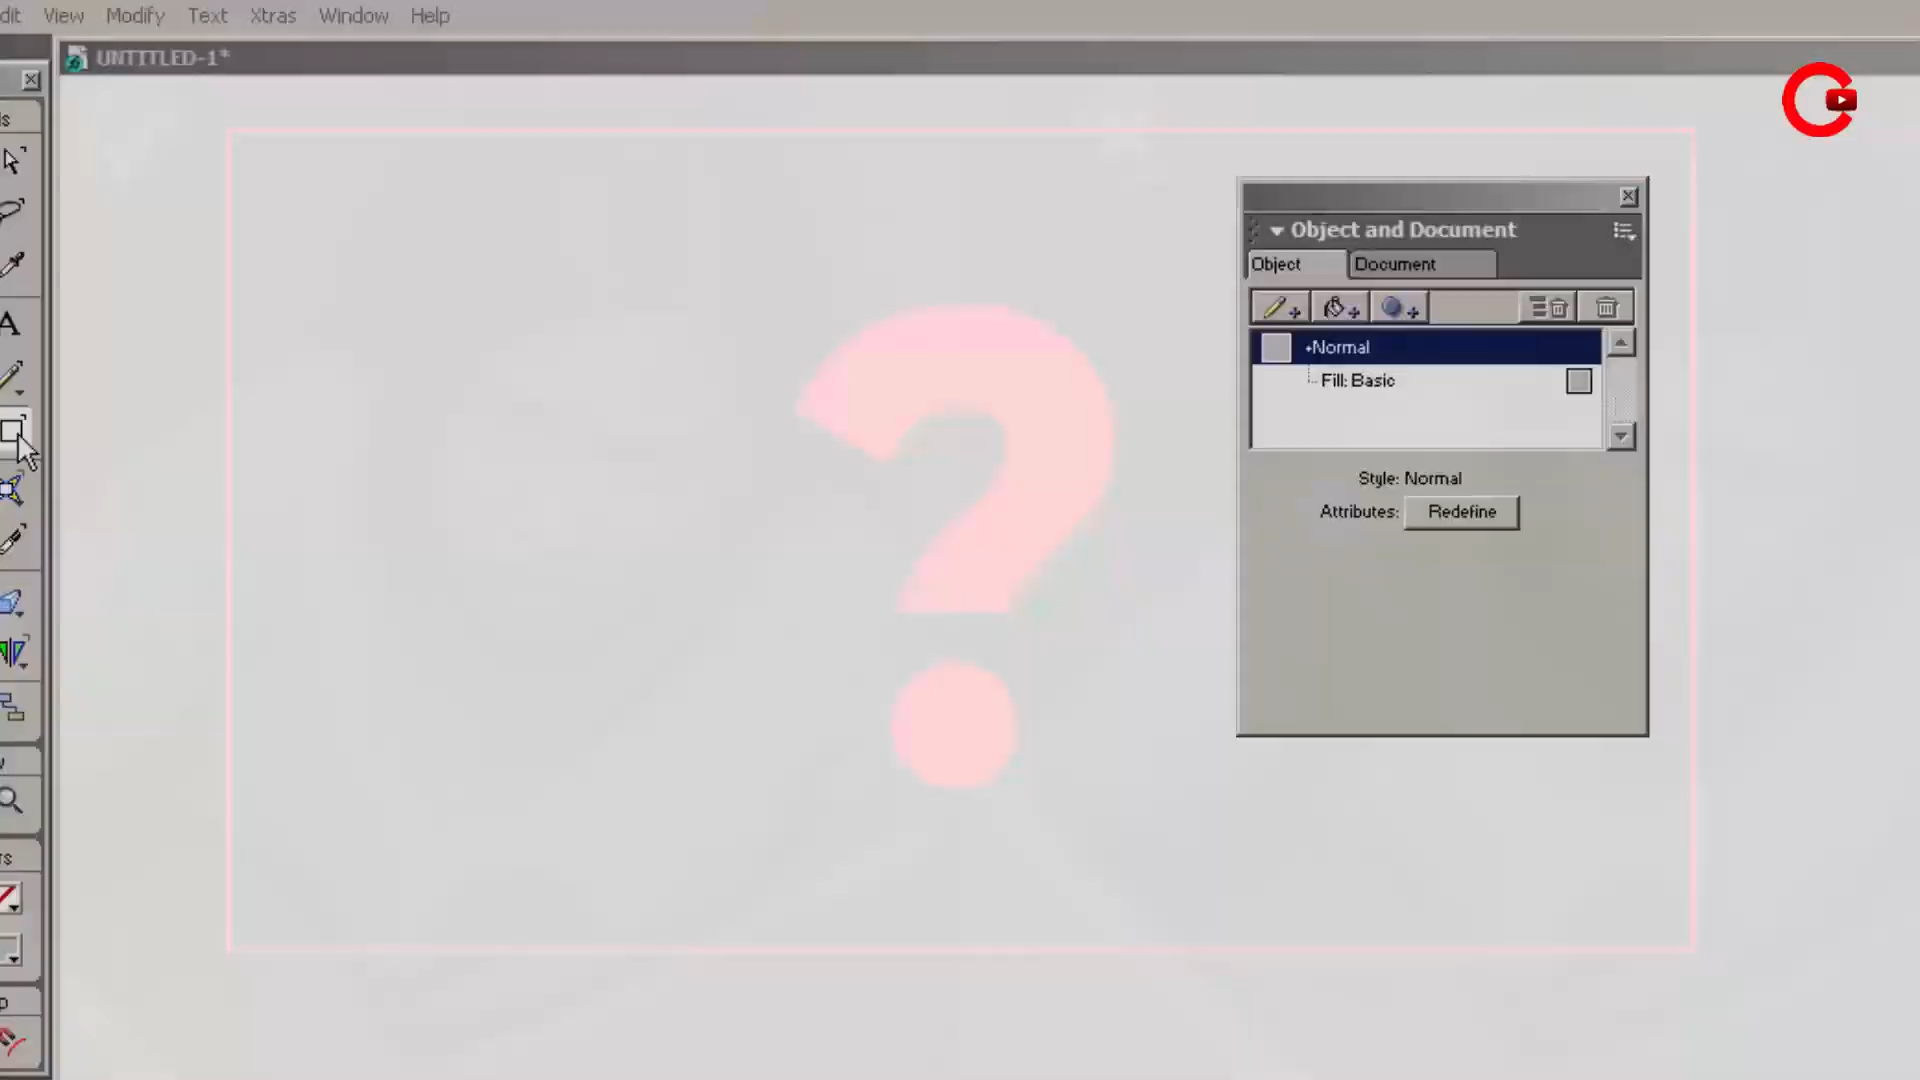 View Modify Text Xtras Window Help
UNTITLED-1*
Object and Document
Object Document
Normal
Fill: Basic
Style: Normal
Attributes: Redefine
?